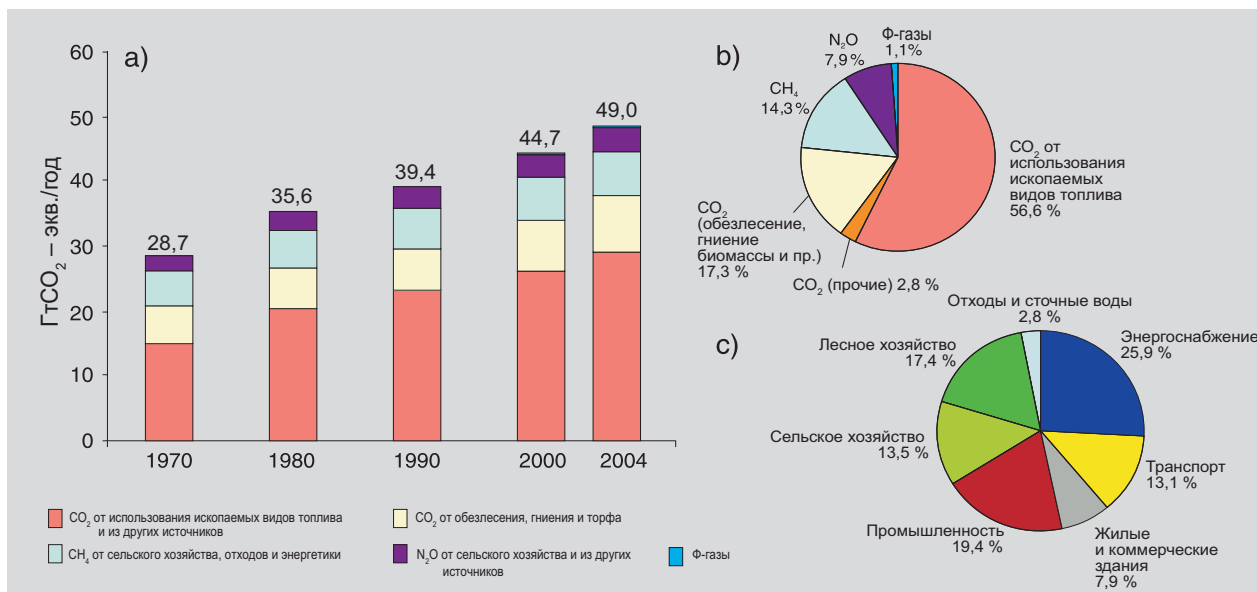 a)
60
50
40
30
20
10
0
ГтCO₂ – экв./год
28,7
35,6
39,4
44,7
49,0
1970
1980
1990
2000
2004
CO₂ от использования ископаемых видов топлива
и из других источников
CH₄ от сельского хозяйства, отходов и энергетики
CO₂ от обезлесения, гниения и торфа
N₂O от сельского хозяйства и из других
источников
Ф-газы
b)
Ф-газы
1,1%
N₂O
7,9 %
CH₄
14,3%
CO₂
(обезлесение,
гниение
биомассы и пр.)
17,3 %
CO₂ (прочие) 2,8 %
CO₂ от
использования
ископаемых
видов топлива
56,6 %
c)
Отходы и сточные воды
2,8 %
Энергоснабжение
25,9 %
Лесное хозяйство
17,4 %
Сельское хозяйство
13,5 %
Транспорт
13,1 %
Промышленность
19,4 %
Жилые
и коммерческие
здания
7,9 %